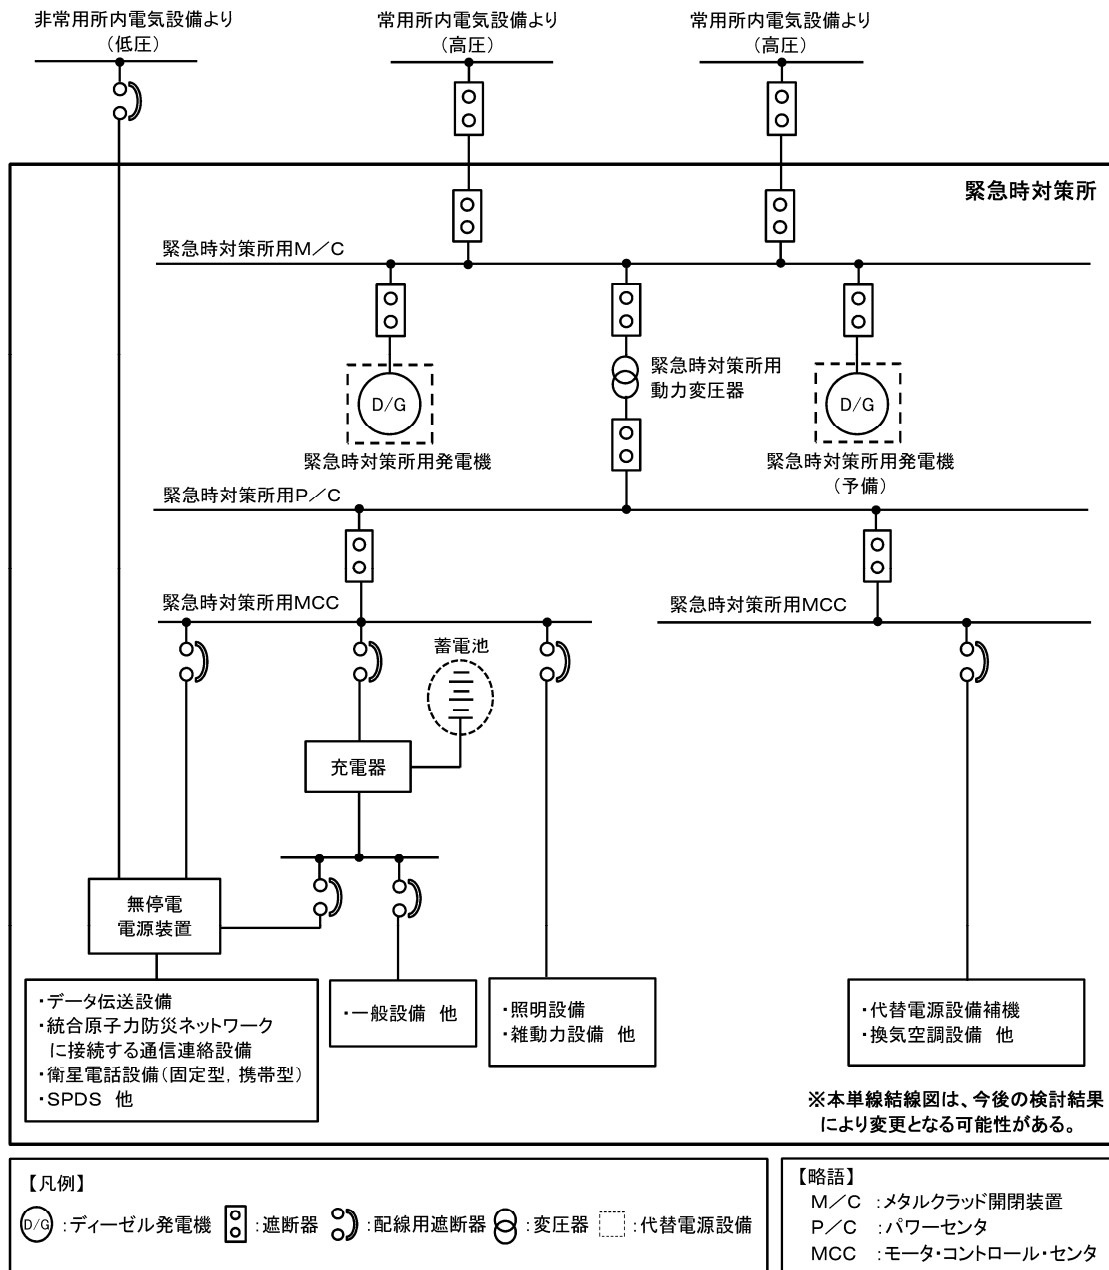 非常用所内電気設備より
（低圧）
常用所内電気設備より
（高圧）
常用所内電気設備より
（高圧）
緊急時対策所
緊急時対策所用M／C
D/G
緊急時対策所用発電機
緊急時対策所用
動力変圧器
D/G
緊急時対策所用発電機
（予備）
緊急時対策所用P／C
緊急時対策所用MCC
緊急時対策所用MCC
蓄電池
充電器
無停電
電源装置
・データ伝送設備
・統合原子力防災ネットワーク
に接続する通信連絡設備
・衛星電話設備（固定型，携帯型）
・SPDS 他
・一般設備 他
・照明設備
・雑動力設備 他
・代替電源設備補機
・換気空調設備 他
※本単線結線図は、今後の検討結果
により変更となる可能性がある。
【凡例】
D/G ：ディーゼル発電機 ：遮断器 ：配線用遮断器 ：変圧器 ：代替電源設備
【略語】
M／C ：メタルクラッド開閉装置
P／C ：パワーセンタ
MCC ：モータ・コントロール・センタ